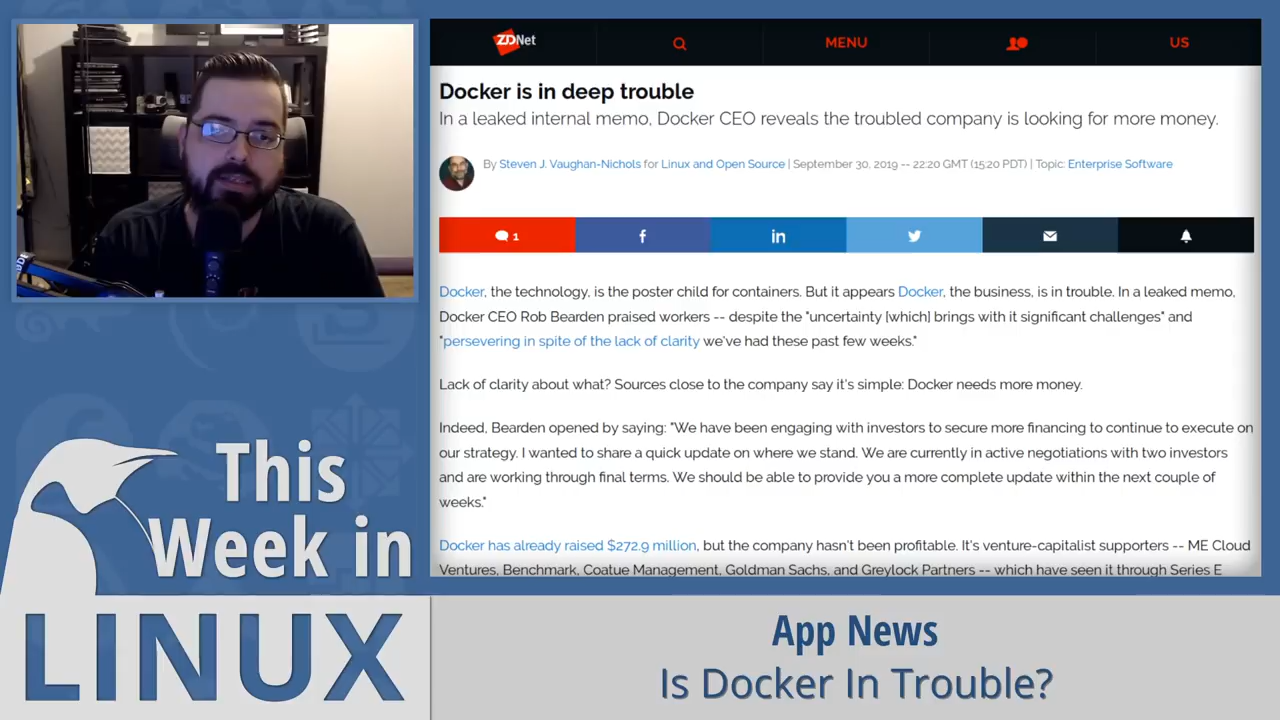 ZDNet
MENU
US
Docker is in deep trouble
In a leaked internal memo, Docker CEO reveals the troubled company is looking for more money.
By Steven J. Vaughan-Nichols for Linux and Open Source | September 30, 2019 -- 22:20 GMT (15:20 PDT) | Topic: Enterprise Software
1
f
in
Docker, the technology, is the poster child for containers. But it appears Docker, the business, is in trouble. In a leaked memo,
Docker CEO Rob Bearden praised workers -- despite the "uncertainty [which] brings with it significant challenges" and
"persevering in spite of the lack of clarity we've had these past few weeks."
Lack of clarity about what? Sources close to the company say it's simple: Docker needs more money.
Indeed, Bearden opened by saying: "We have been engaging with investors to secure more financing to continue to execute on
our strategy. I wanted to share a quick update on where we stand. We are currently in active negotiations with two investors
and are working through final terms. We should be able to provide you a more complete update within the next couple of
weeks."
Docker has already raised $272.9 million, but the company hasn't been profitable. It's venture-capitalist supporters -- ME Cloud
Ventures, Benchmark, Coatue Management, Goldman Sachs, and Greylock Partners -- which have seen it through Series E
This
Week in
LINUX
App News
Is Docker In Trouble?